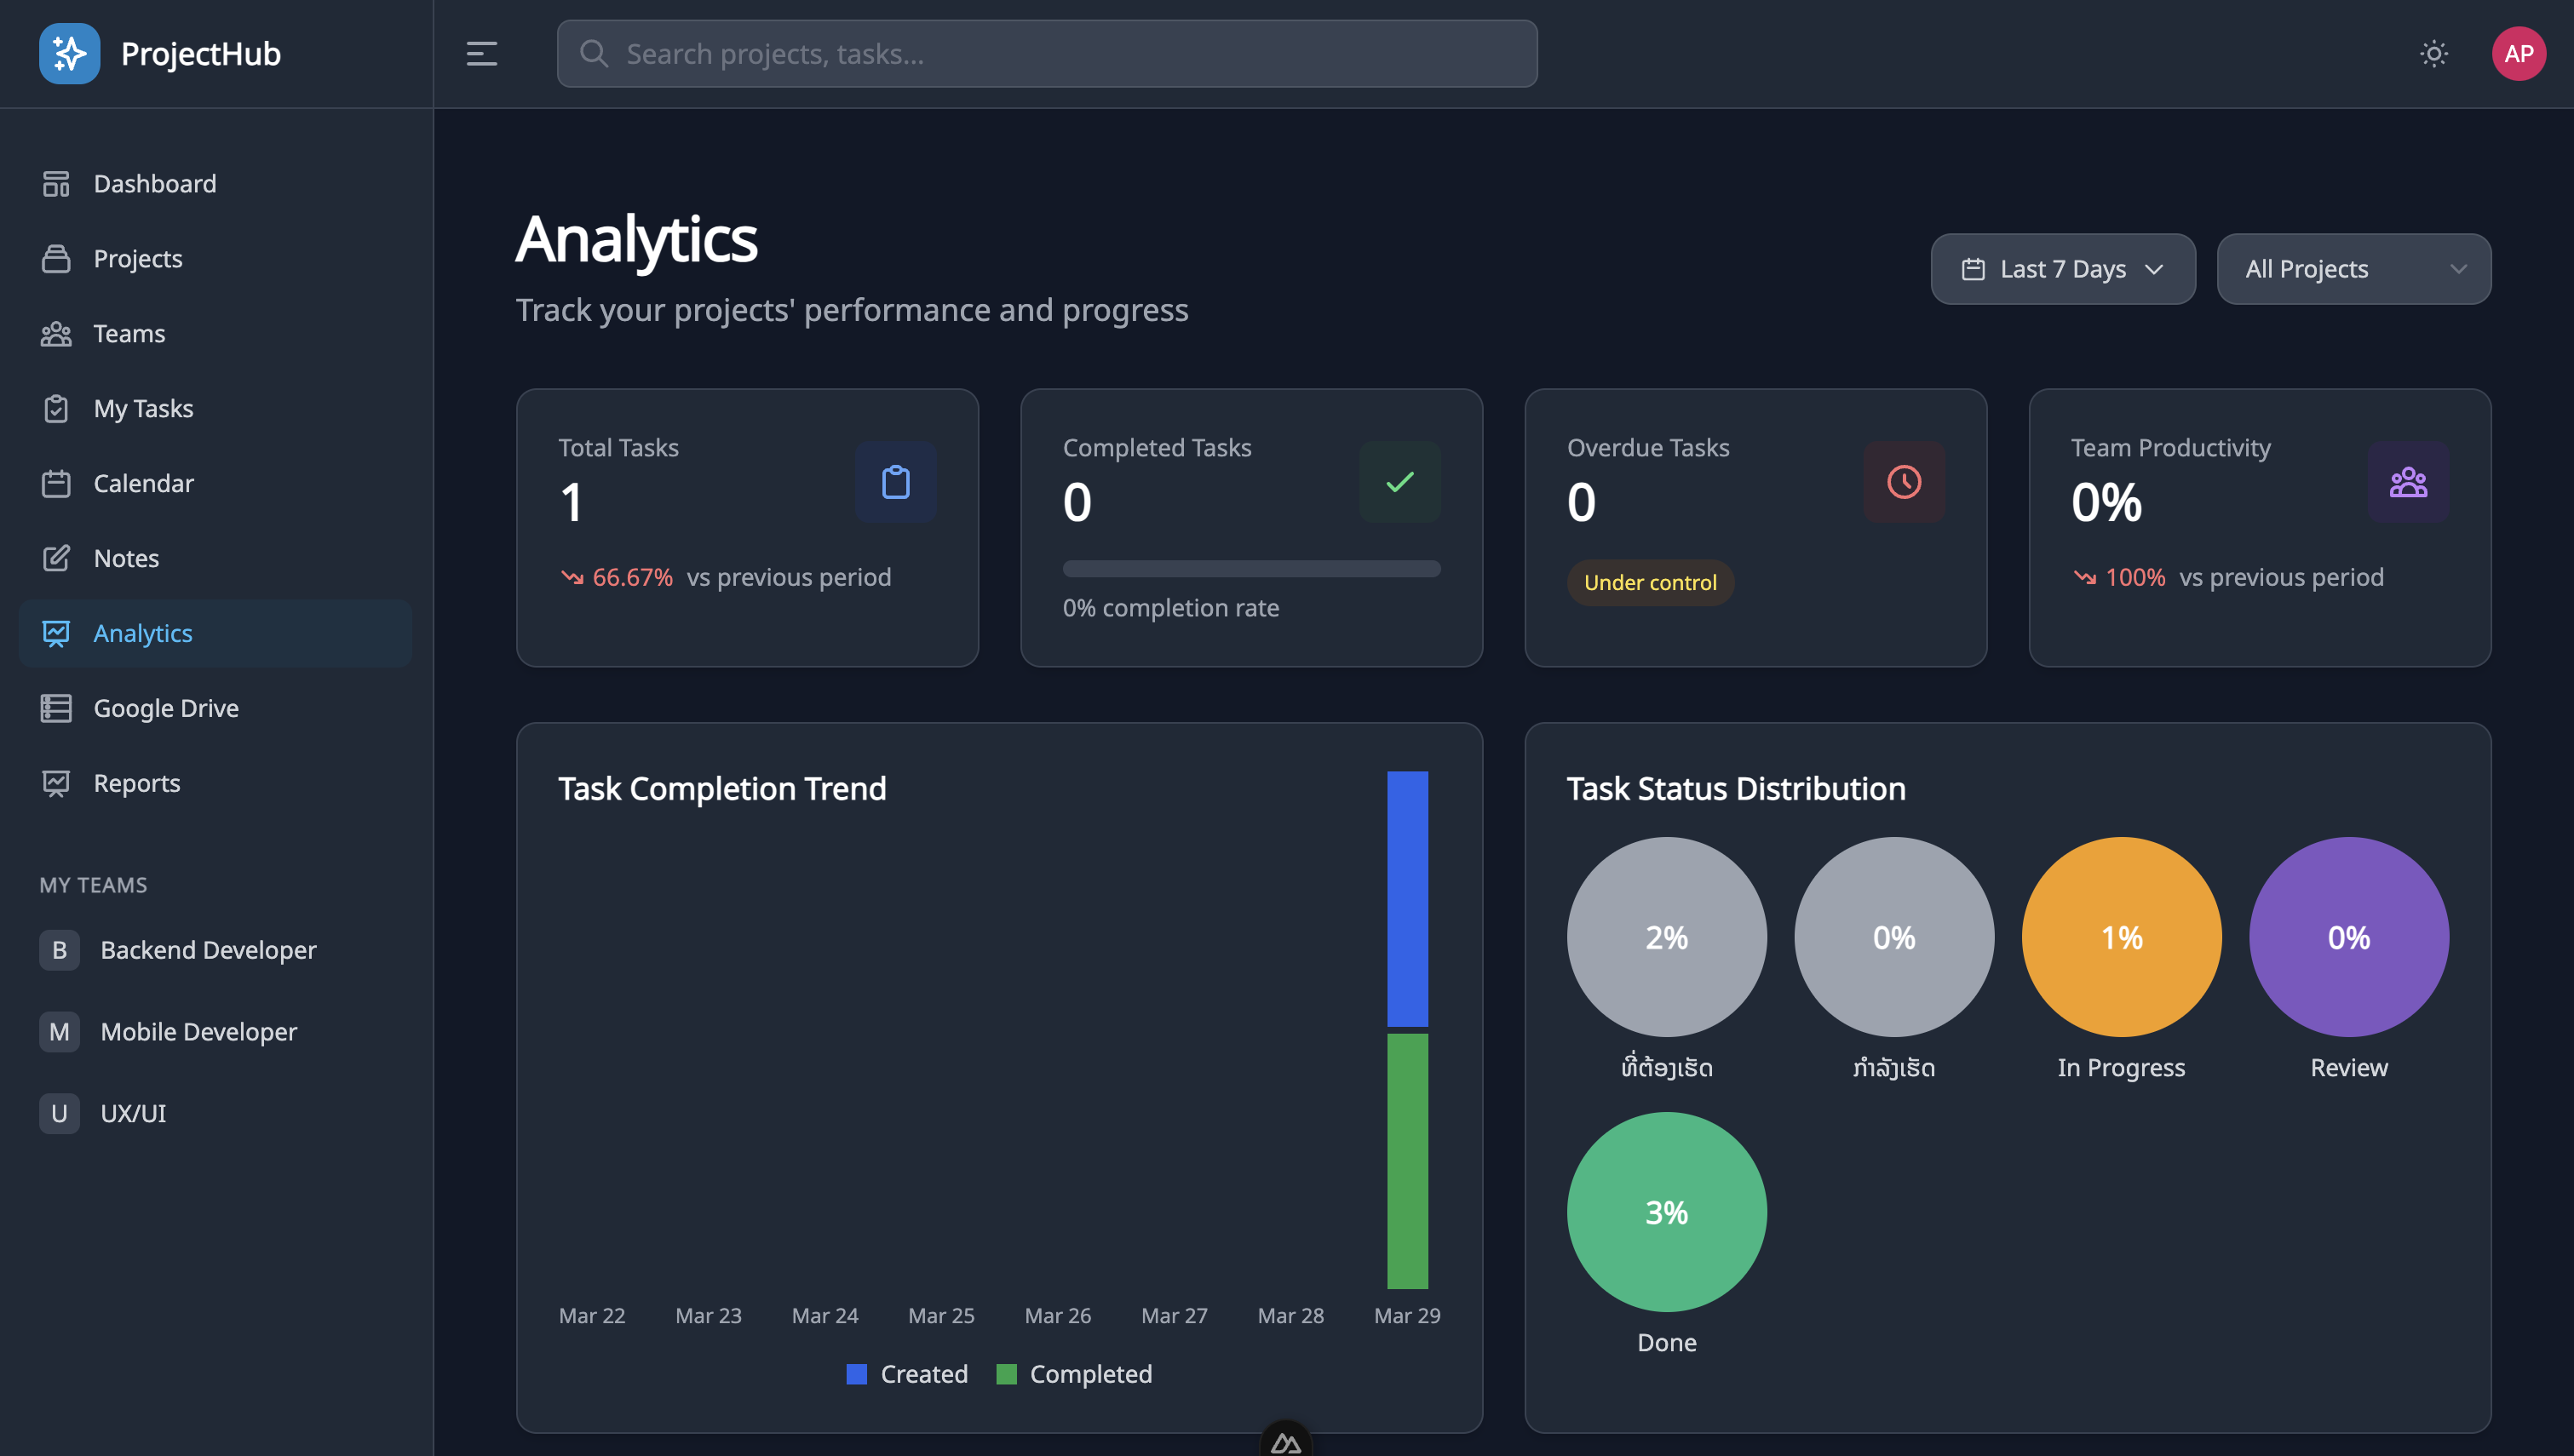 ProjectHub
Search projects, tasks...
AP
Dashboard
Projects
Teams
My Tasks
Calendar
Notes
Analytics
Google Drive
Reports
MY TEAMS
B Backend Developer
M Mobile Developer
U UX/UI
Analytics
Track your projects' performance and progress
Last 7 Days
All Projects
Total Tasks
1
66.67% vs previous period
Completed Tasks
0
0% completion rate
Overdue Tasks
0
Under control
Team Productivity
0%
100% vs previous period
Task Completion Trend
Mar 22 Mar 23 Mar 24 Mar 25 Mar 26 Mar 27 Mar 28 Mar 29
Created Completed
Task Status Distribution
2% 0% 1% 0%
ທີ່ຕ້ອງເຮັດ ກຳລັງເຮັດ In Progress Review
3%
Done